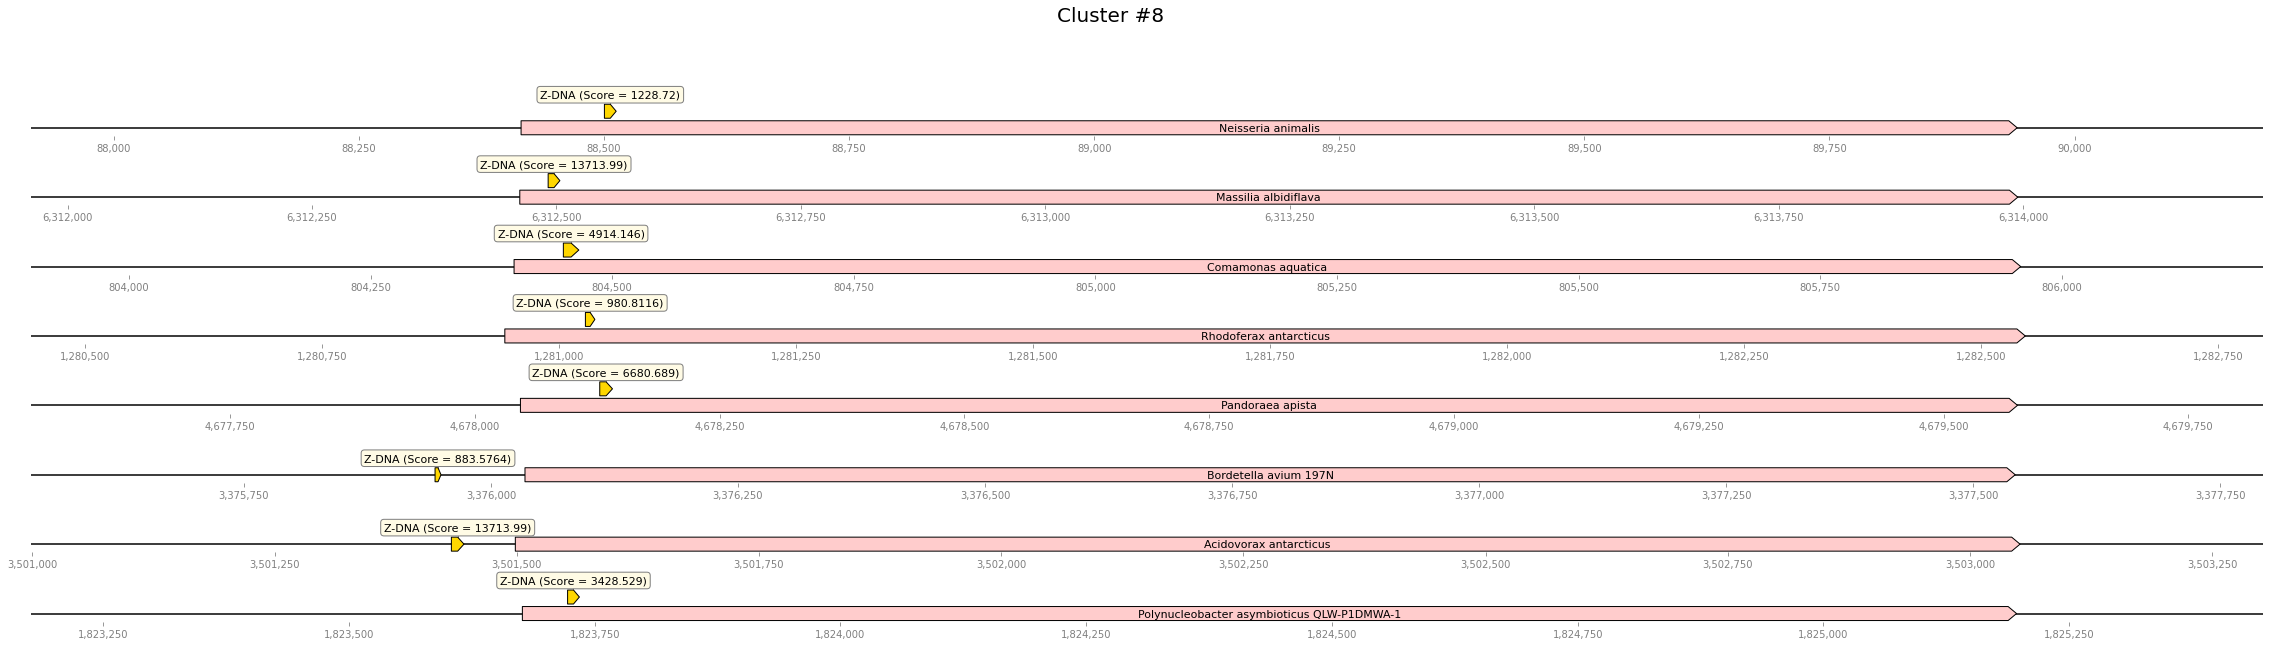 Cluster #8
Z-DNA (Score = 1228.72)
Neisseria animalis
88,000 88,250 88,500 88,750 89,000 89,250 89,500 89,750 90,000
Z-DNA (Score = 13713.99)
Massilia albidiflava
6,312,000 6,312,250 6,312,500 6,312,750 6,313,000 6,313,250 6,313,500 6,313,750 6,314,000
Z-DNA (Score = 4914.146)
Comamonas aquatica
804,000 804,250 804,500 804,750 805,000 805,250 805,500 805,750 806,000
Z-DNA (Score = 980.8116)
Rhodoferax antarcticus
1,280,500 1,280,750 1,281,000 1,281,250 1,281,500 1,281,750 1,282,000 1,282,250 1,282,500 1,282,750
Z-DNA (Score = 6680.689)
Pandoraea apista
4,677,750 4,678,000 4,678,250 4,678,500 4,678,750 4,679,000 4,679,250 4,679,500 4,679,750
Z-DNA (Score = 883.5764)
Bordetella avium 197N
3,375,750 3,376,000 3,376,250 3,376,500 3,376,750 3,377,000 3,377,250 3,377,500 3,377,750
Z-DNA (Score = 13713.99)
Acidovorax antarcticus
3,501,000 3,501,250 3,501,500 3,501,750 3,502,000 3,502,250 3,502,500 3,502,750 3,503,000 3,503,250
Z-DNA (Score = 3428.529)
Polynucleobacter asymbioticus QLW-P1DMWA-1
1,823,250 1,823,500 1,823,750 1,824,000 1,824,250 1,824,500 1,824,750 1,825,000 1,825,250